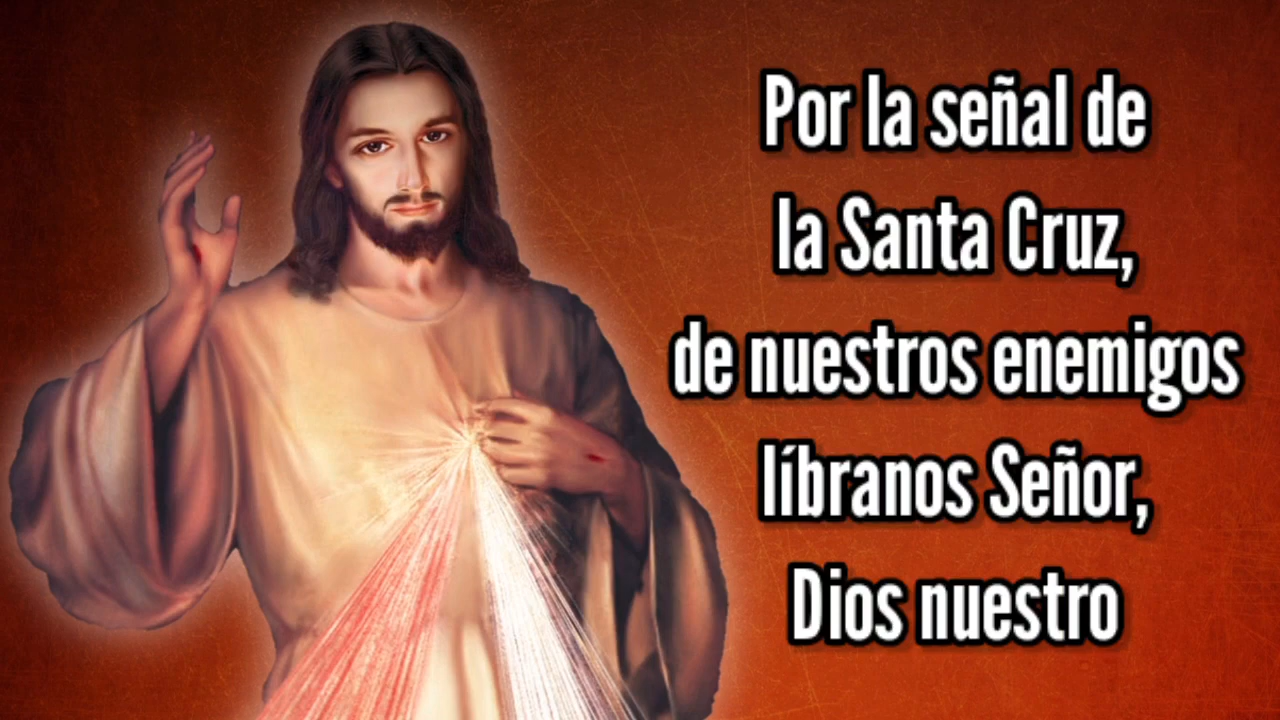 Por la señal de
la Santa Cruz,
de nuestros enemigos
líbranos Señor,
Dios nuestro